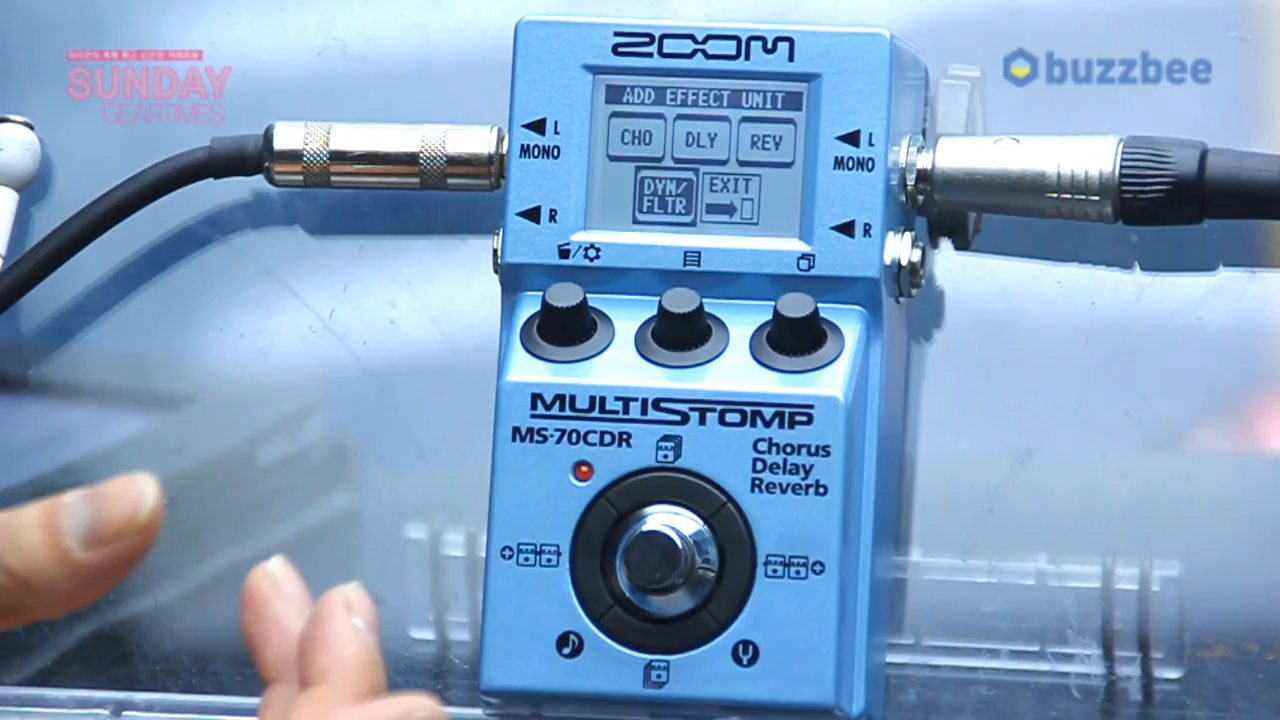 SUNDAY
GEARTIMES
buzzbee
ZOOM
ADD EFFECT UNIT
CHO DLY REV
DYN/
FLTR
EXIT
L
MONO
R
L
MONO
R
MULTISTOMP
MS-70CDR
Chorus
Delay
Reverb